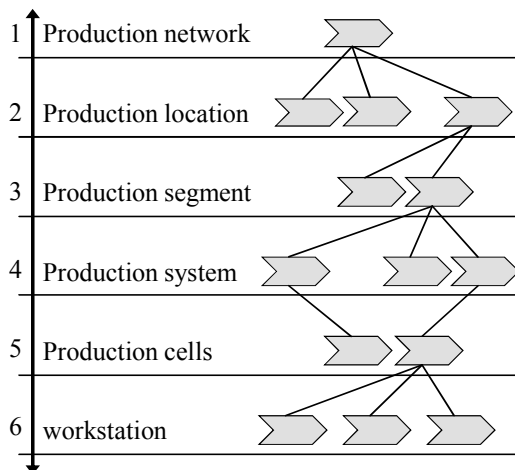 1 Production network
2 Production location
3 Production segment
4 Production system
5 Production cells
6 workstation